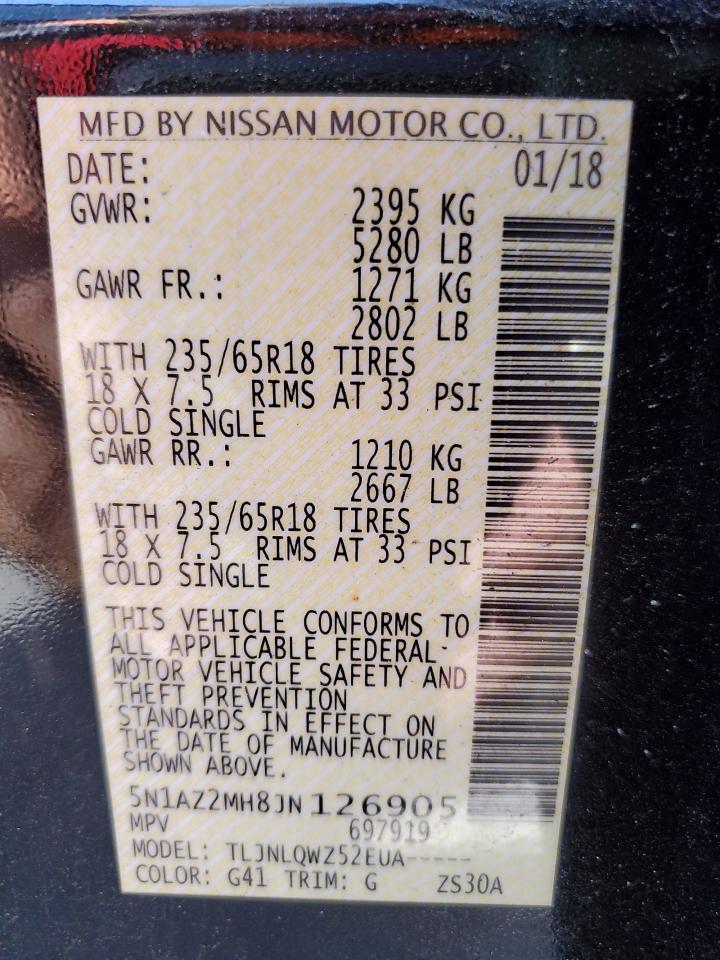 MFD BY NISSAN MOTOR CO., LTD.
DATE: 01/18
GVWR: 2395 KG
5280 LB
GAWR FR.: 1271 KG
2802 LB
WITH 235/65R18 TIRES
18 X 7.5 RIMS AT 33 PSI
COLD SINGLE
GAWR RR.: 1210 KG
2667 LB
WITH 235/65R18 TIRES
18 X 7.5 RIMS AT 33 PSI
COLD SINGLE
THIS VEHICLE CONFORMS TO
ALL APPLICABLE FEDERAL
MOTOR VEHICLE SAFETY AND
THEFT PREVENTION
STANDARDS IN EFFECT ON
THE DATE OF MANUFACTURE
SHOWN ABOVE.
5N1AZ2MH8JN126905
MPV 697919
MODEL: TLJNLQWZ52EUA-----
COLOR: G41 TRIM: G ZS30A